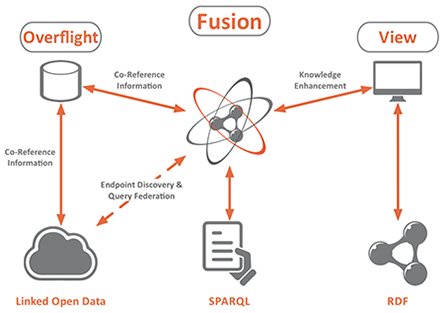 Overflight
Fusion
View
Co-Reference
Information
Knowledge
Enhancement
Co-Reference
Information
Endpoint Discovery &
Query Federation
Linked Open Data
SPARQL
RDF